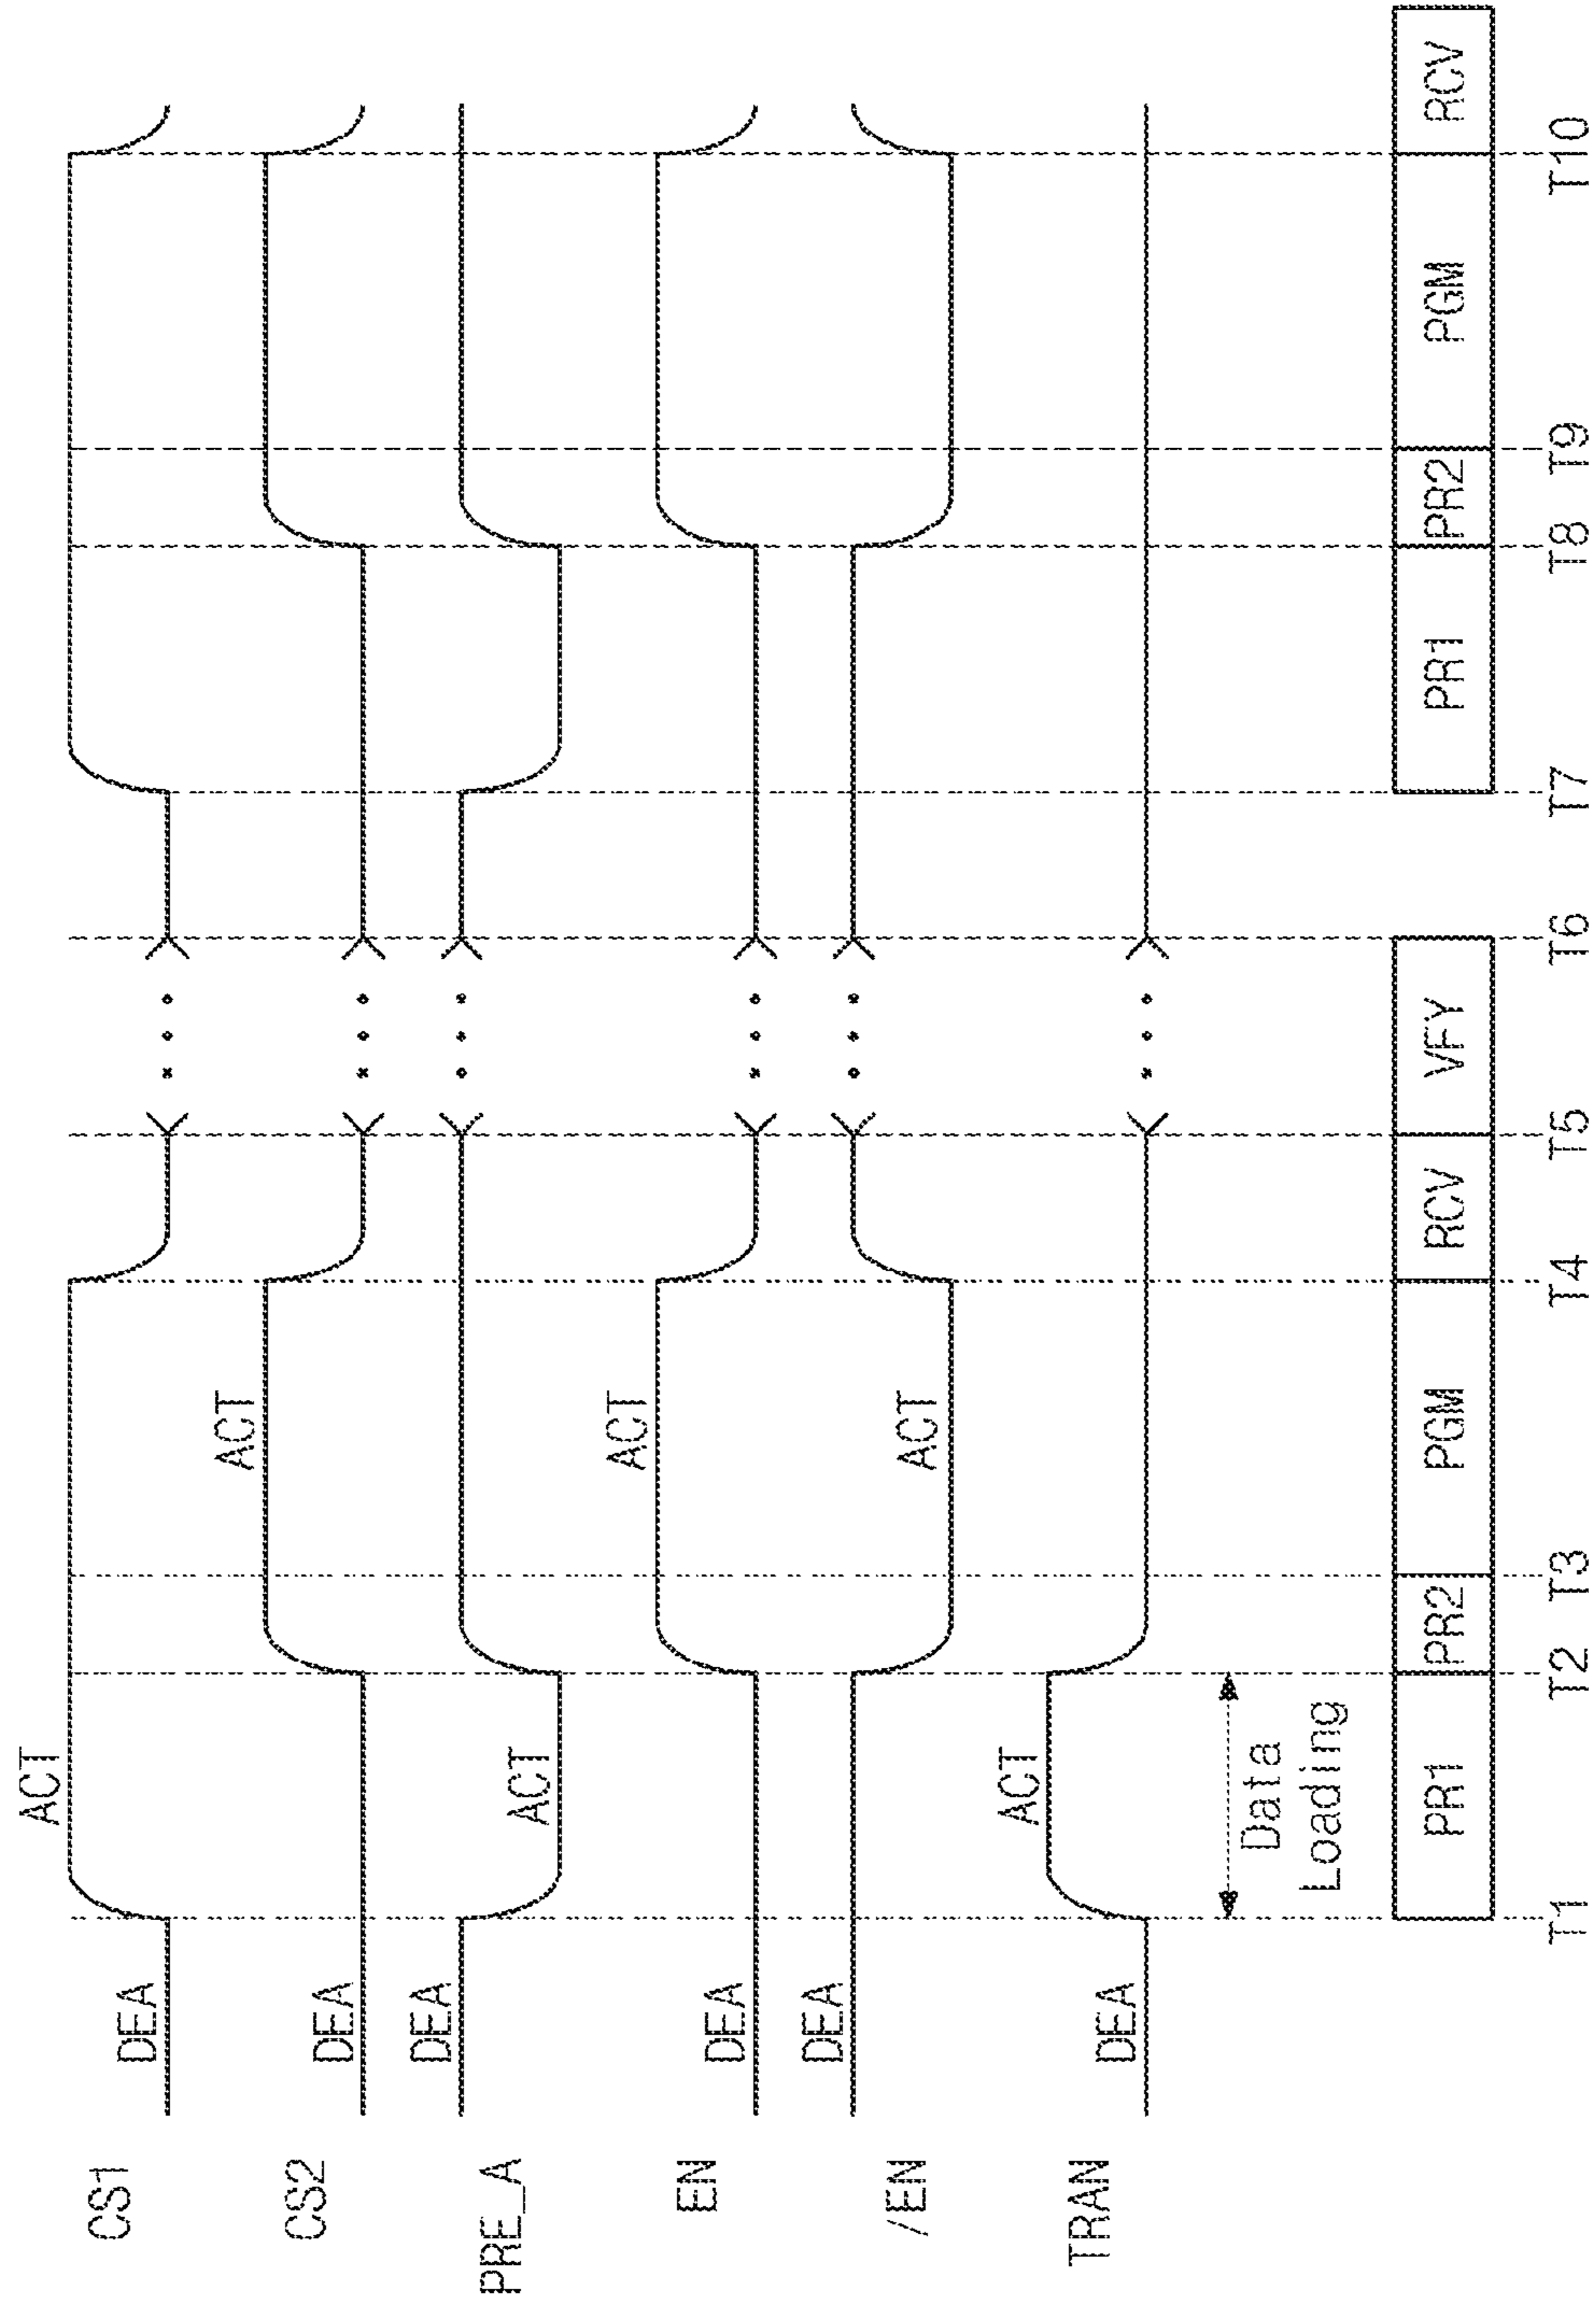 CS1
DEA
ACT
CS2
DEA
ACT
PRE_A
DEA
ACT
EN
DEA
ACT
/EN
DEA
ACT
TRAN
DEA
ACT
Data
Loading
PR1
PR2
PGM
RCV
VFY
PR1
PR2
PGM
RCV
T1
T2
T3
T4
T5
T6
T7
T8
T9
T10